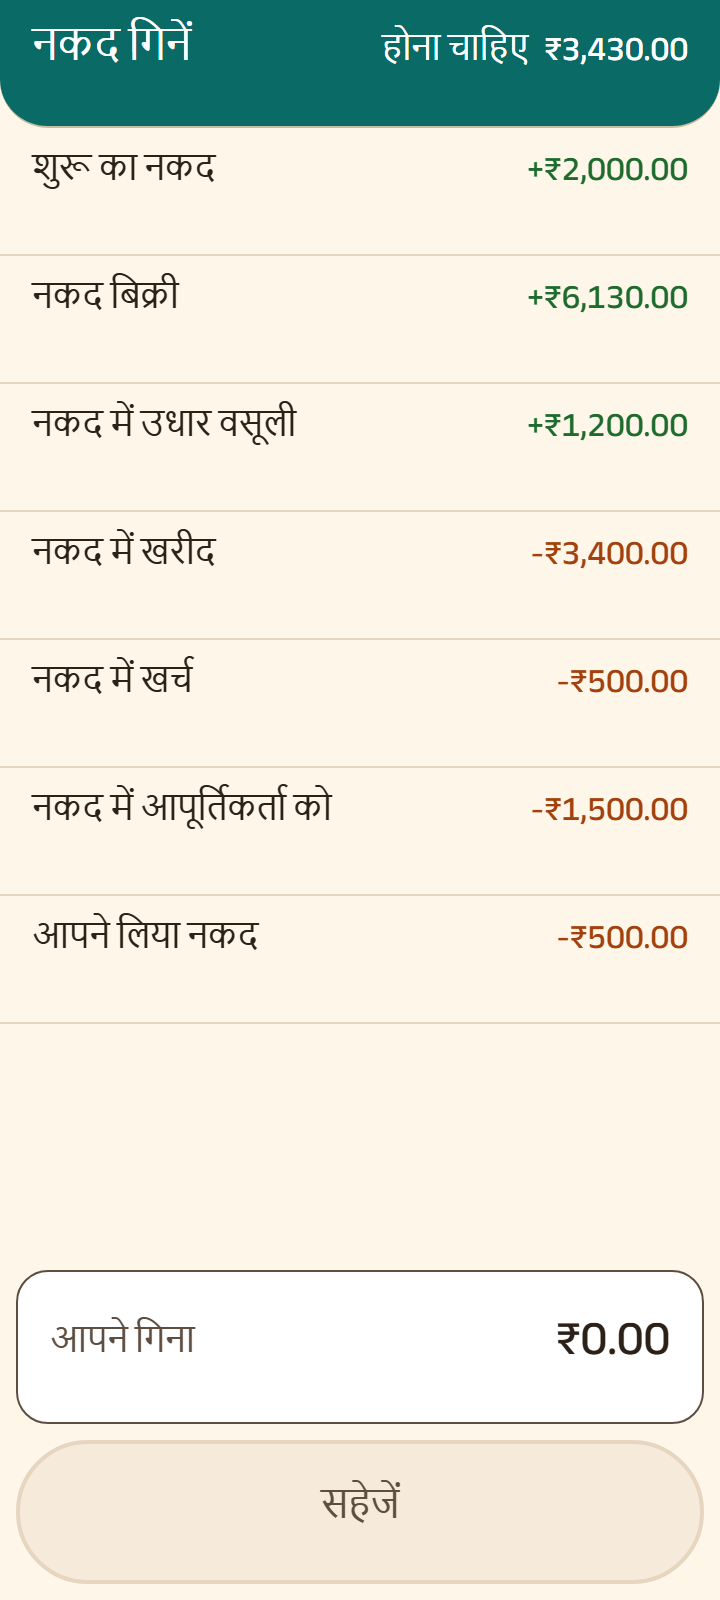 नकद गिनें होना चाहिए ₹3,430.00
शुरू का नकद +₹2,000.00
नकद बिक्री +₹6,130.00
नकद में उधार वसूली +₹1,200.00
नकद में खरीद -₹3,400.00
नकद में खर्च -₹500.00
नकद में आपूर्तिकर्ता को -₹1,500.00
आपने लिया नकद -₹500.00
आपने गिना ₹0.00
सहेजें